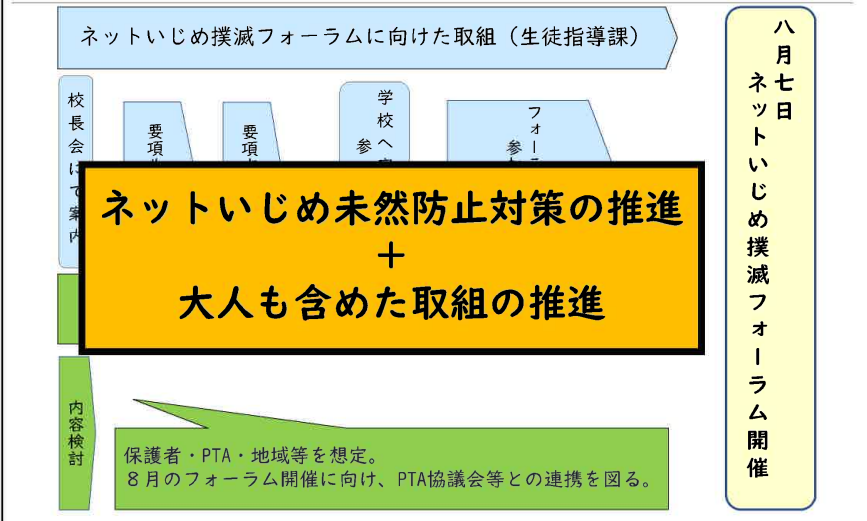 ネットいじめ撲滅フォーラムに向けた取組（生徒指導課）
八月七日
ネットいじめ撲滅フォーラム開催
校長会にて案内
要項
要項
学校へ
参
フォー
参
ネットいじめ未然防止対策の推進
＋
大人も含めた取組の推進
内容検討
保護者・PTA・地域等を想定。
８月のフォーラム開催に向け、PTA協議会等との連携を図る。